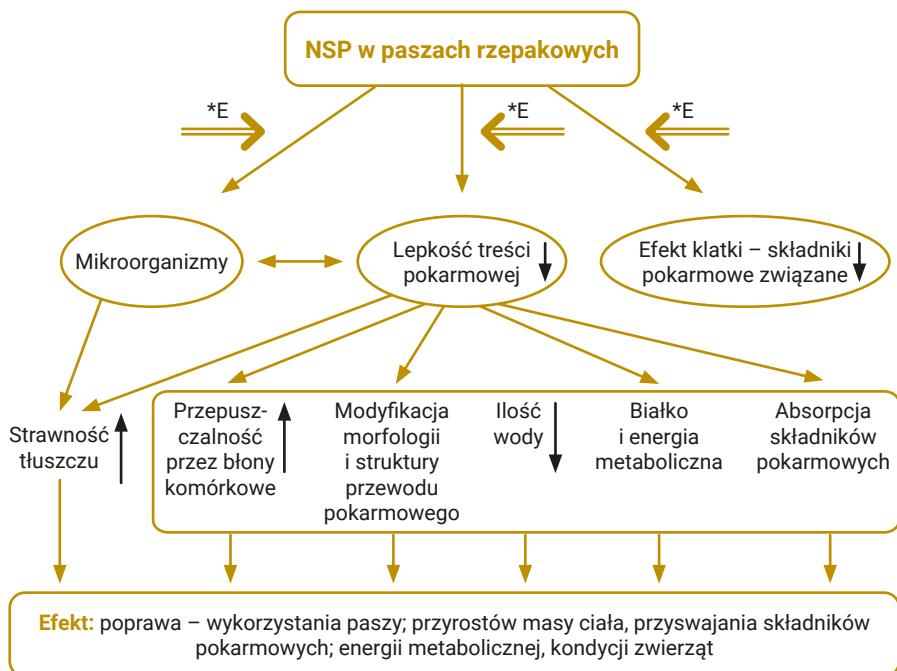 NSP w paszach rzepakowych
*E
*E
*E
Mikroorganizmy
Lepkość treści
pokarmowej
Efekt klatki – składniki
pokarmowe związane
Strawność
tłuszczu
Przepusz-
czalność
przez błony
komórkowe
Modyfikacja
morfologii
i struktury
przewodu
pokarmowego
Ilość
wody
Białko
i energia
metaboliczna
Absorpcja
składników
pokarmowych
Efekt: poprawa – wykorzystania paszy; przyrostów masy ciała, przyswajania składników
pokarmowych; energii metabolicznej, kondycji zwierząt